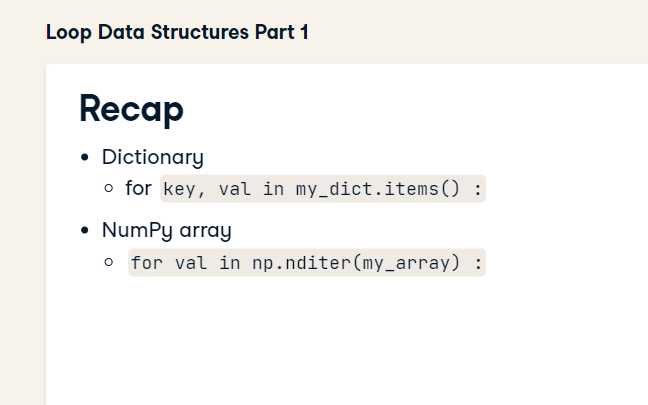 Loop Data Structures Part 1
Recap
• Dictionary
○ for key, val in my_dict.items() :
• NumPy array
○ for val in np.nditer(my_array) :